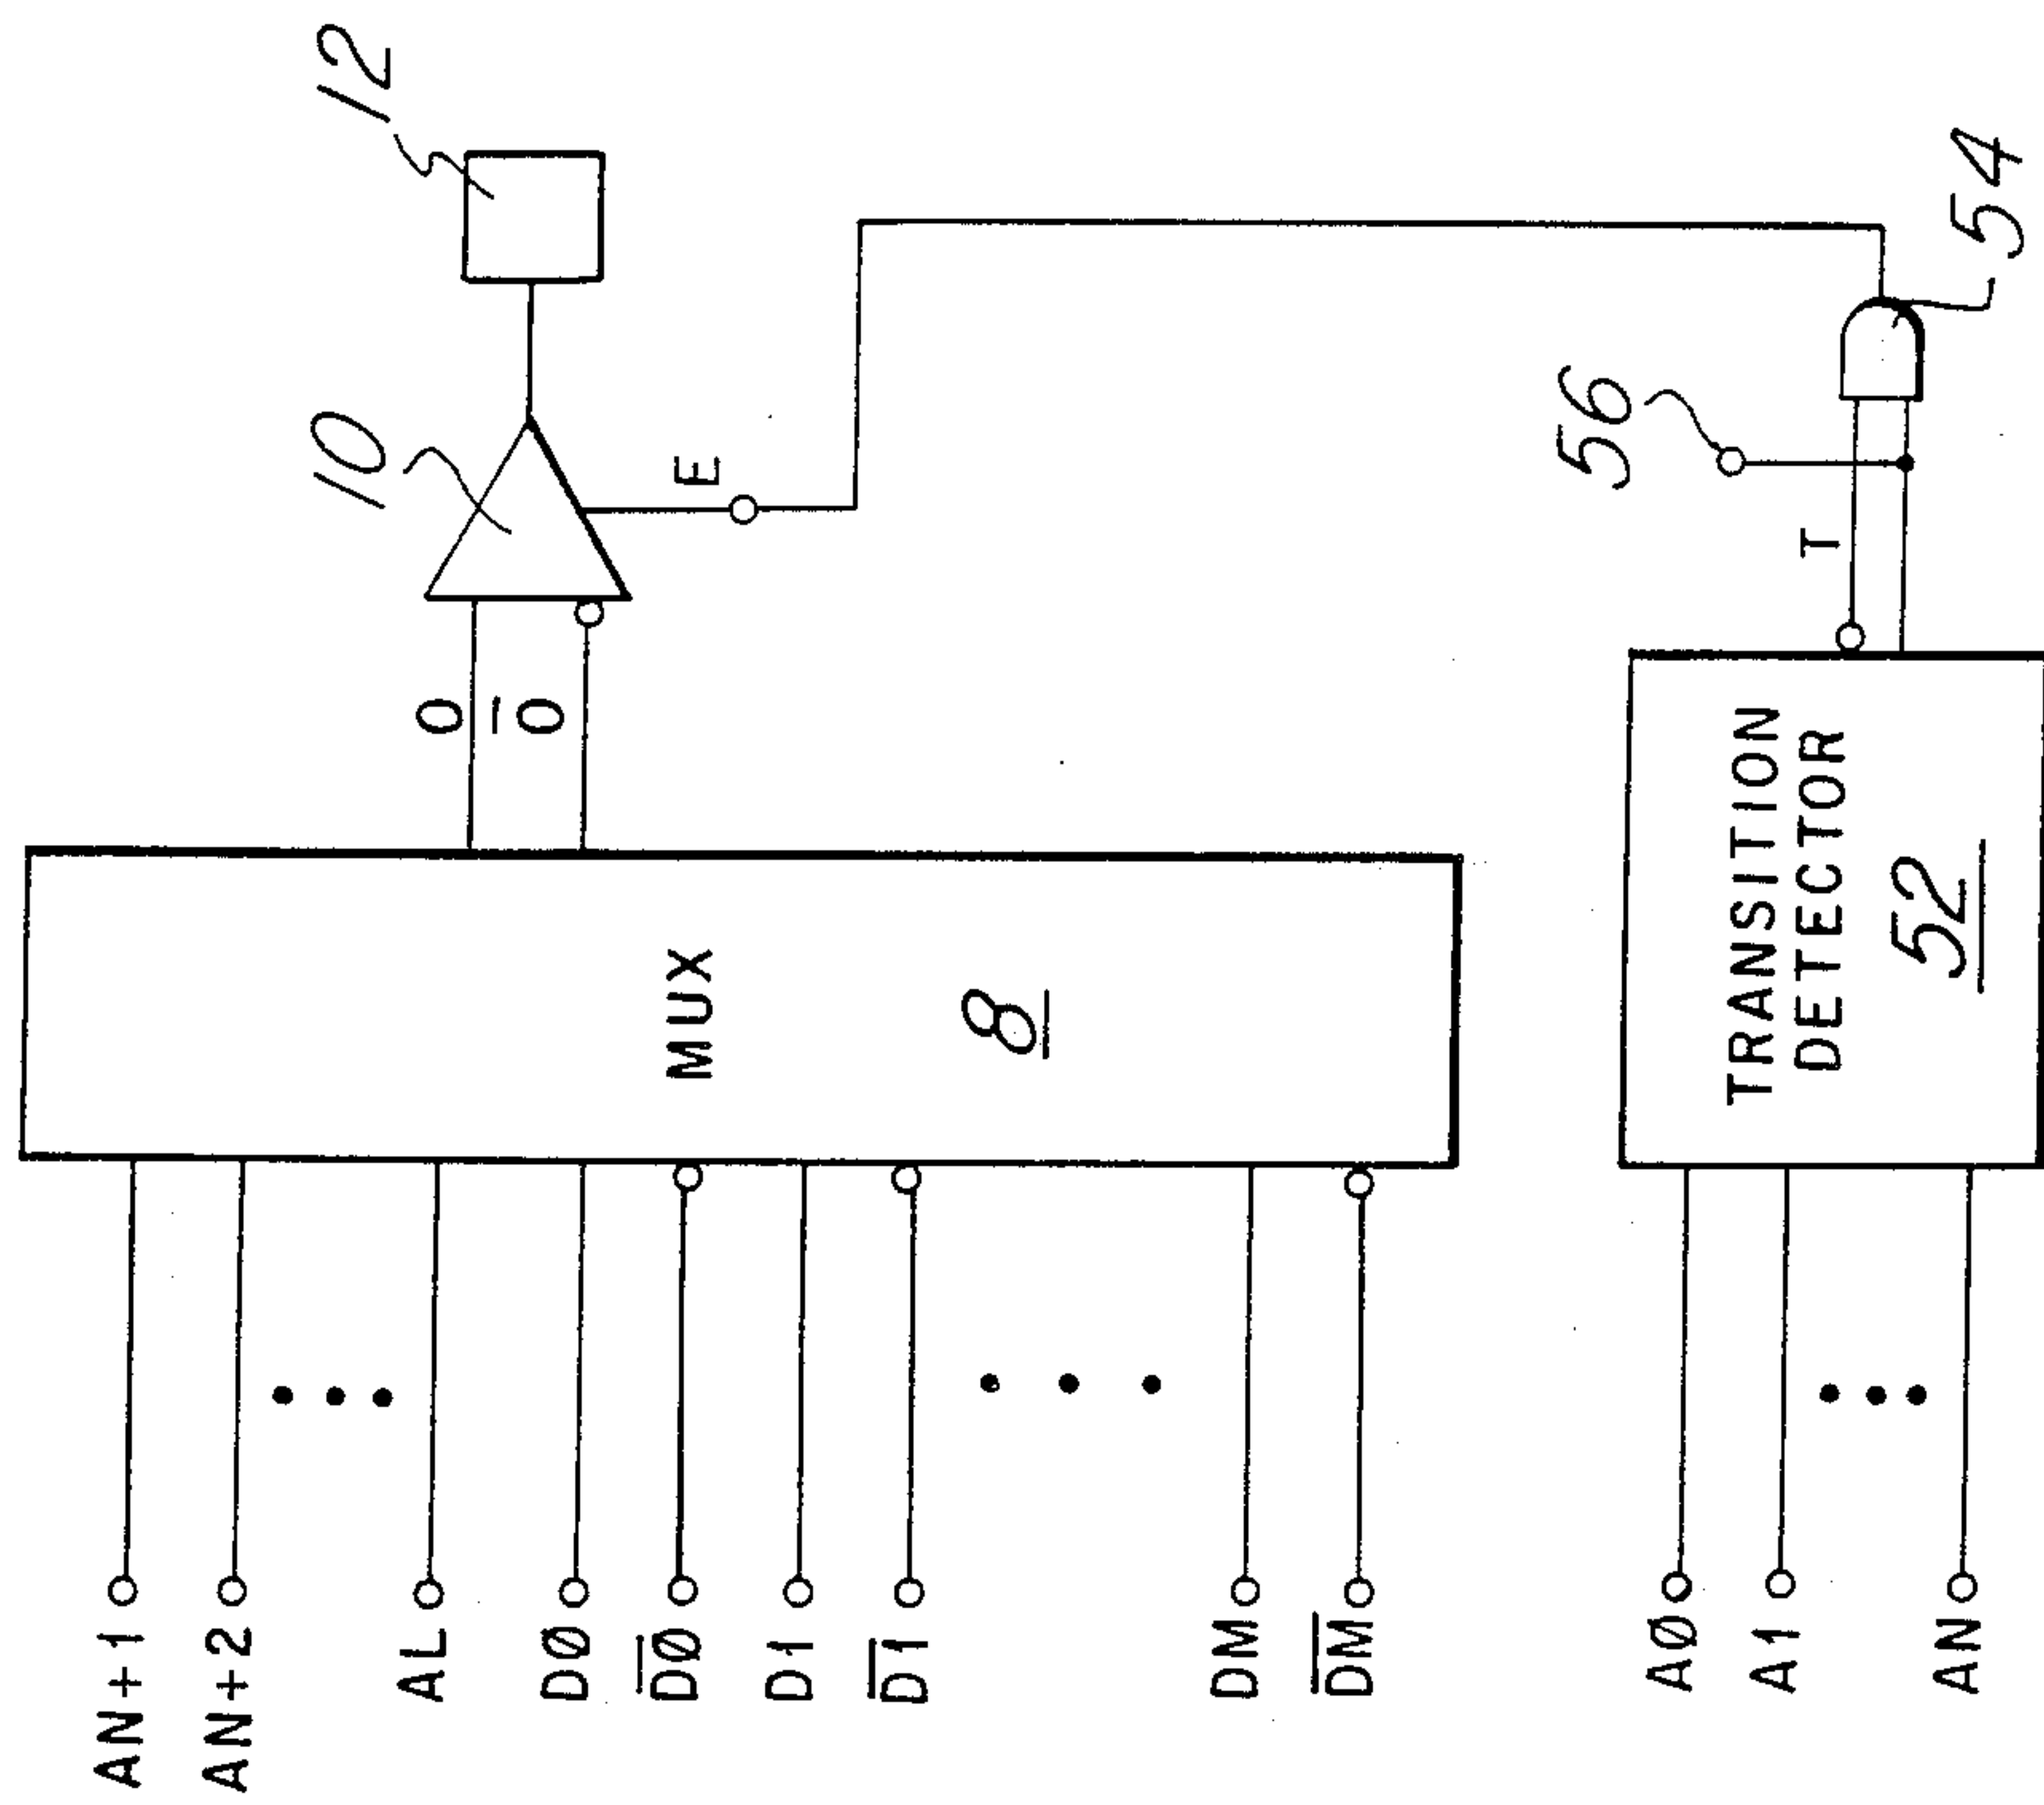 AN+1
AN+2
AL
DØ
D̅Ø̅
D1
D̅1̅
DM
D̅M̅
MUX
8
O
O̅
10
12
E
AØ
A1
AN
TRANSITION
DETECTOR
52
T
56
54